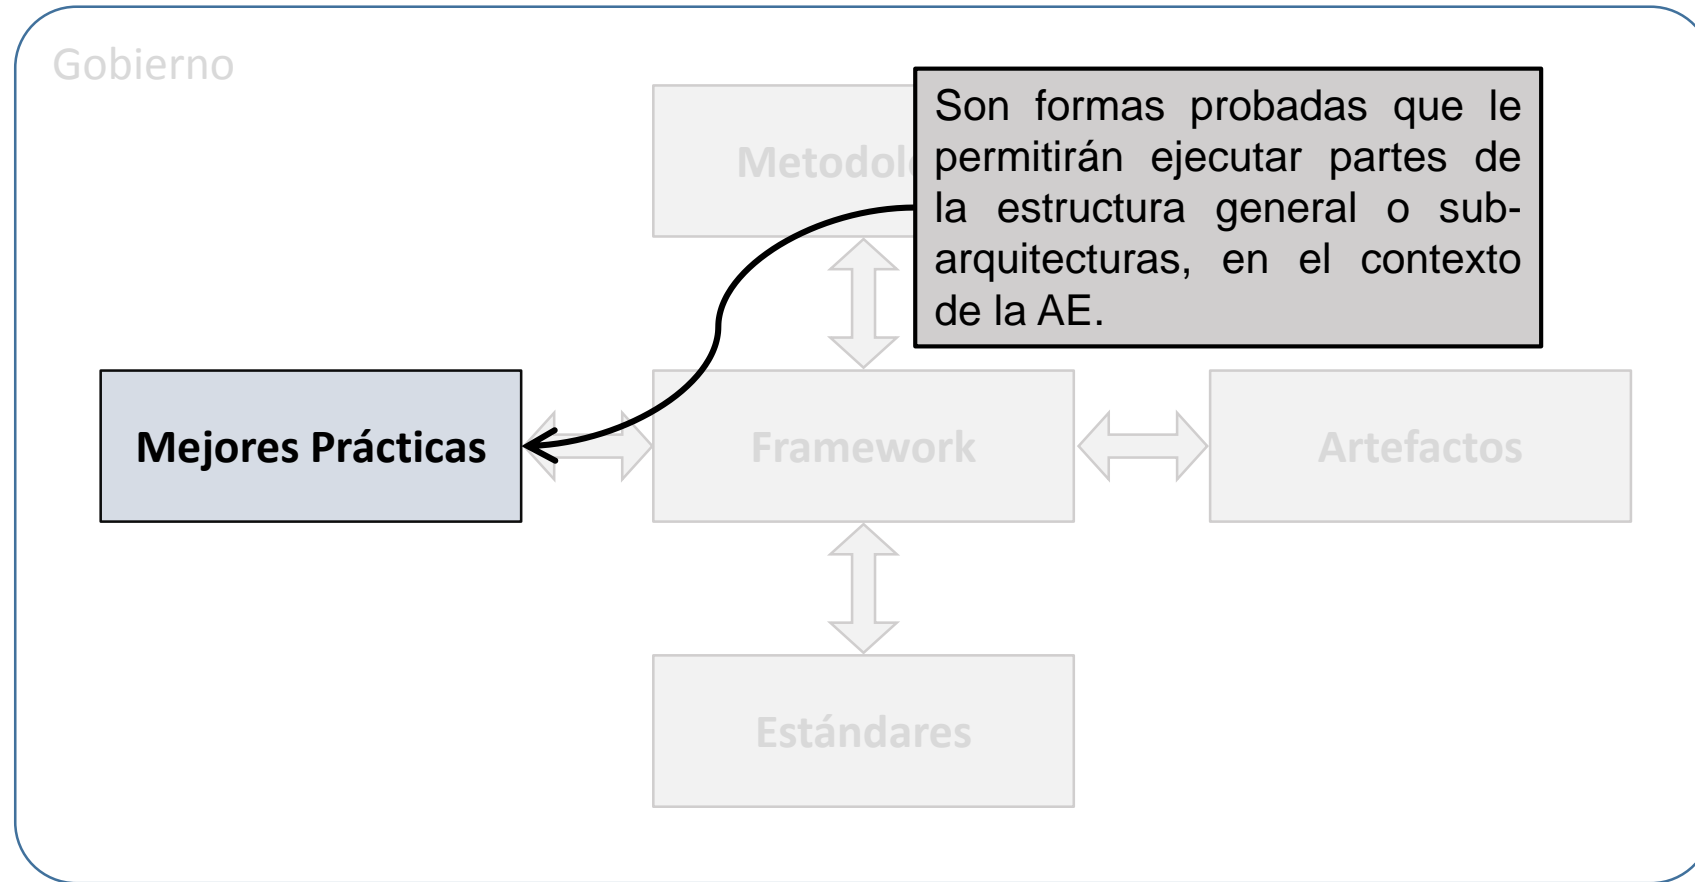 Gobierno
Metodolo
Son formas probadas que le
permitirán ejecutar partes de
la estructura general o sub-
arquitecturas, en el contexto
de la AE.
Mejores Prácticas
Framework
Artefactos
Estándares